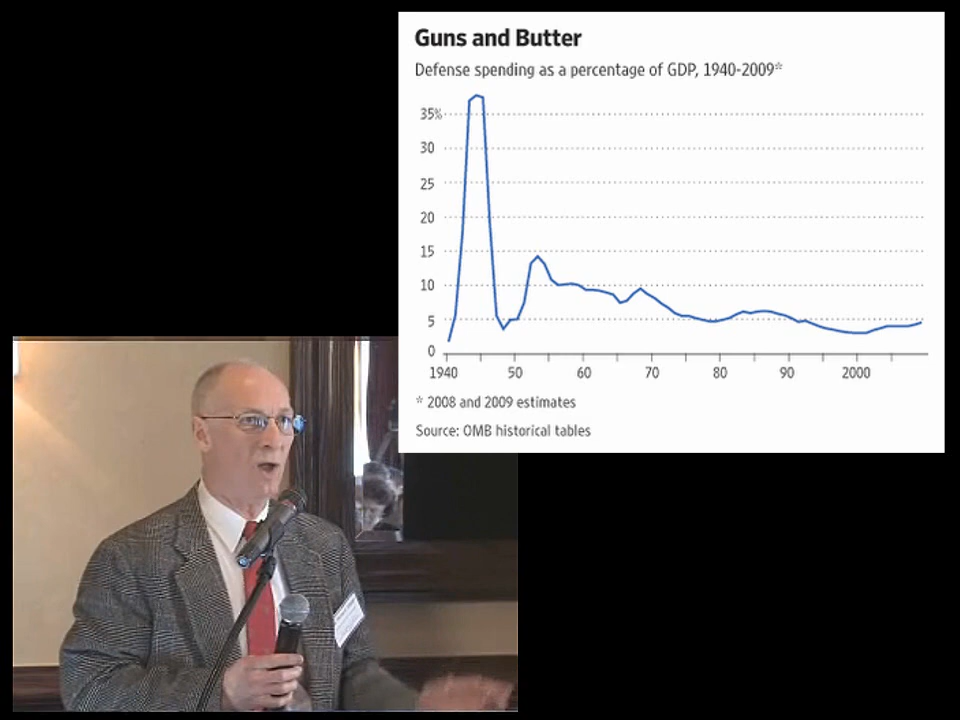 Guns and Butter
Defense spending as a percentage of GDP, 1940-2009*
35%
30
25
20
15
10
5
0
1940 50 60 70 80 90 2000
* 2008 and 2009 estimates
Source: OMB historical tables